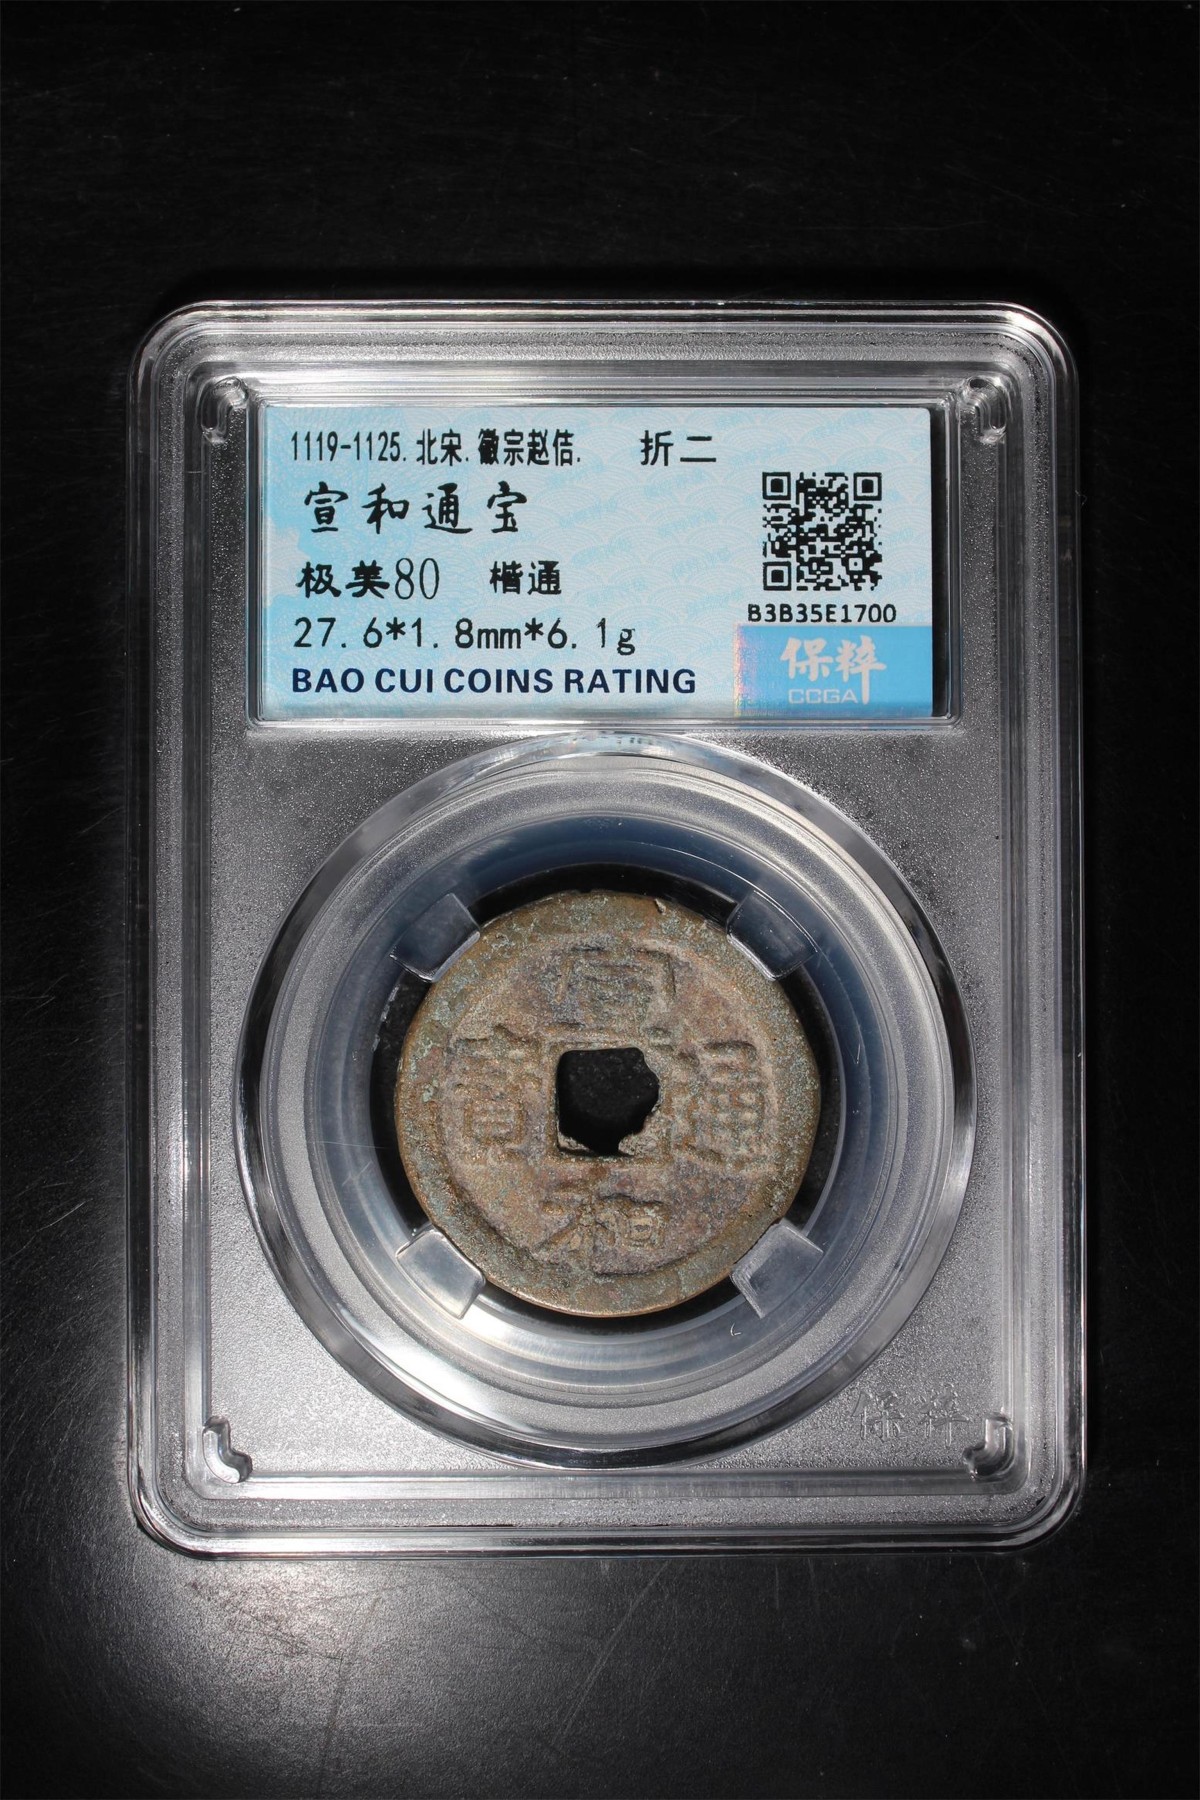 1119-1125.北宋.徽宗赵佶. 折二
宣和通宝
极美80 楷通
27.6*1.8mm*6.1g
BAO CUI COINS RATING
B3B35E1700
保粹
CCGA
宣
寶 通
和
保粹